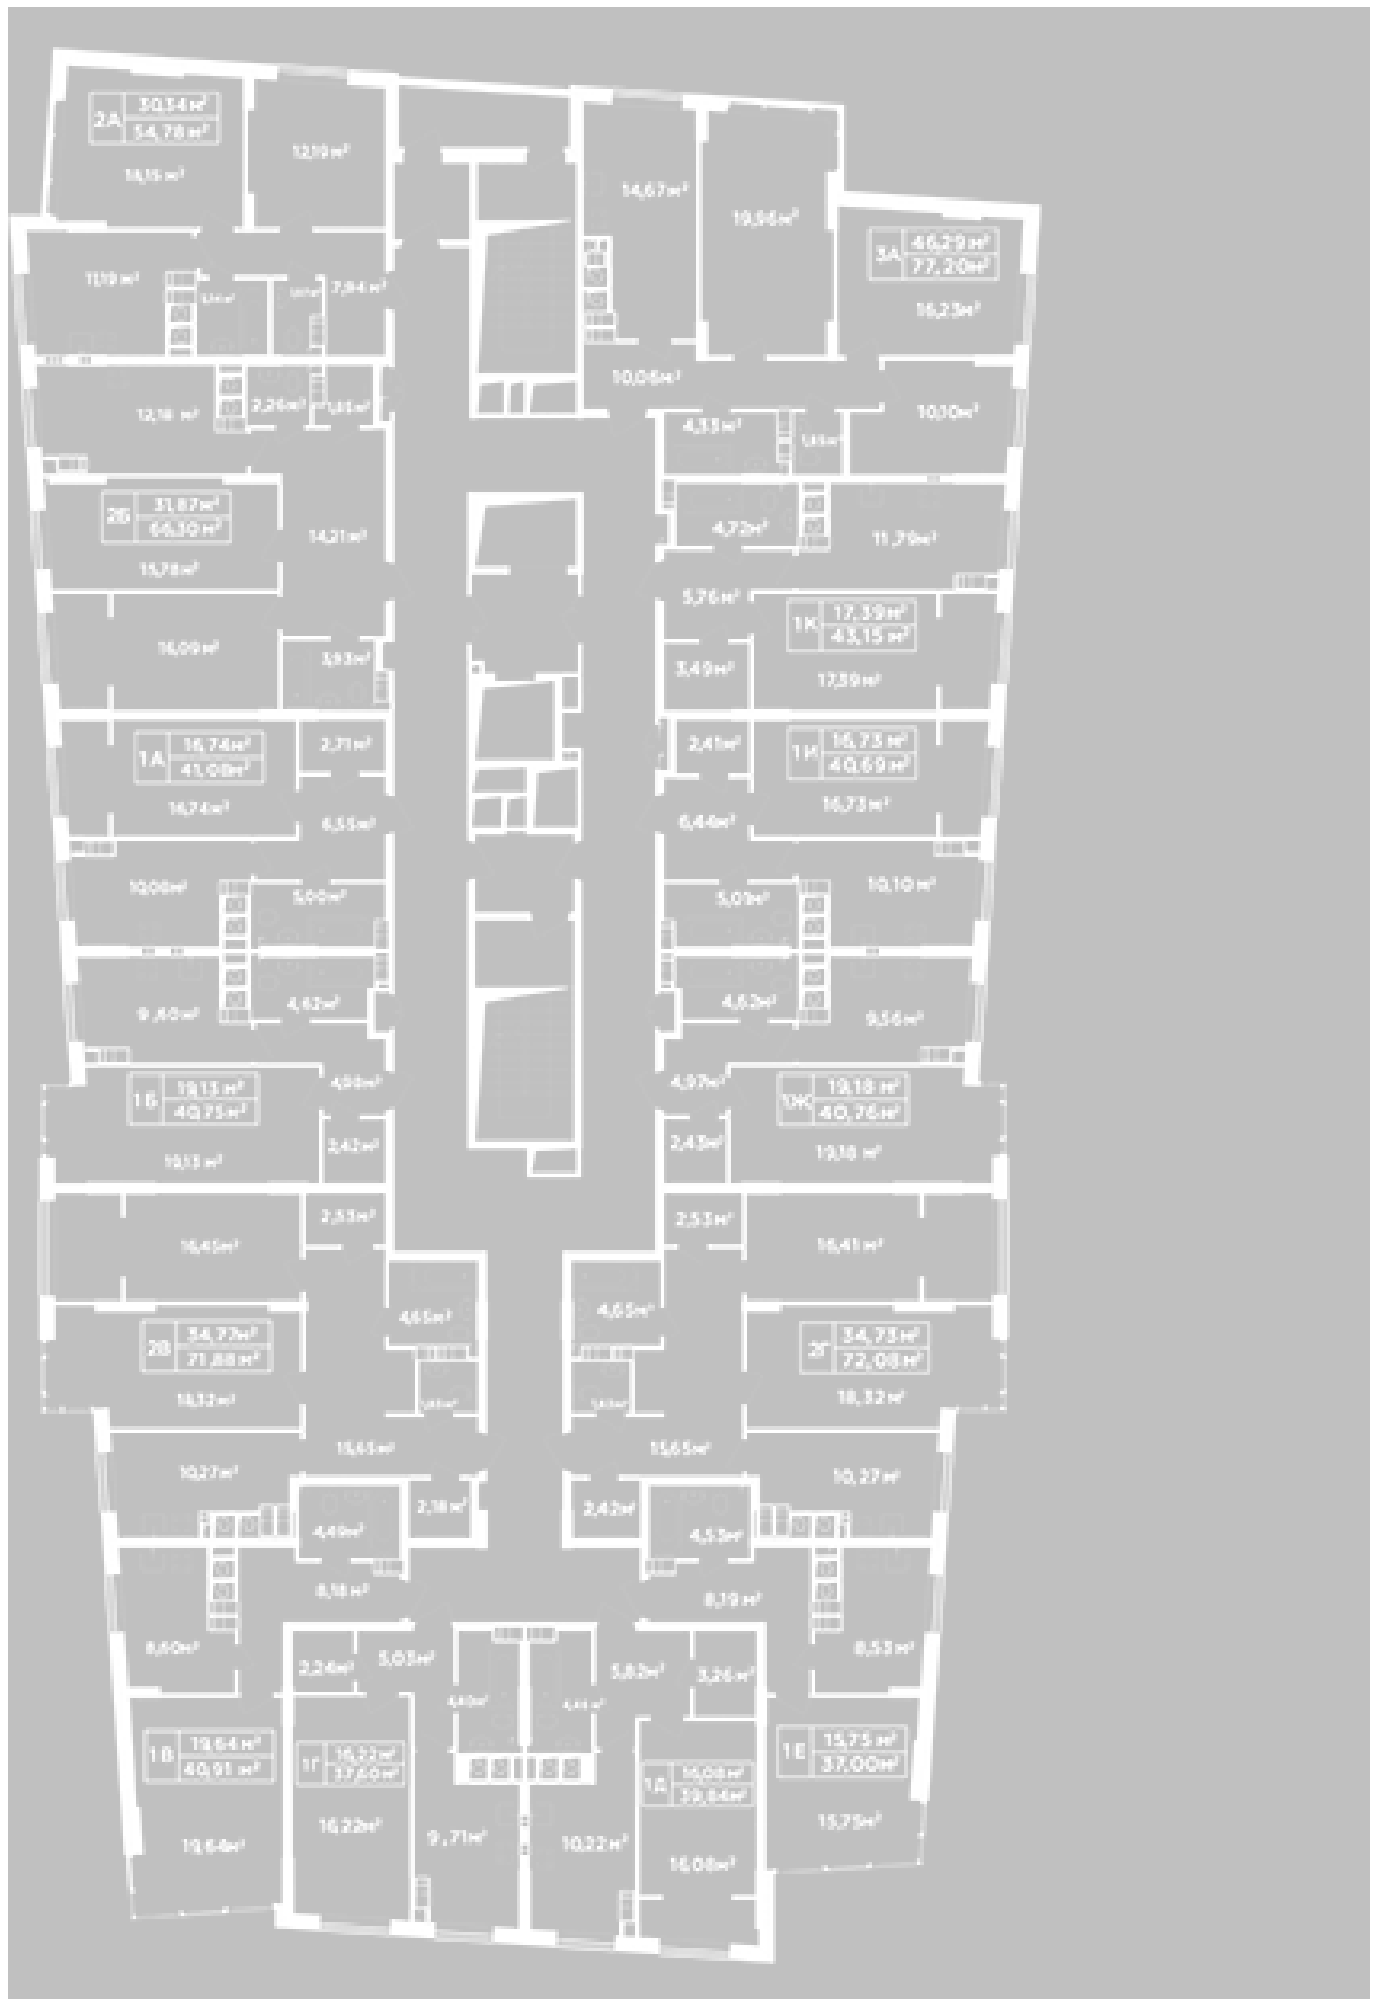 2А 30,34 м²
54,78 м²
18,15 м²
12,19 м²
14,67 м²
19,96 м²
3А 46,29 м²
77,20 м²
16,23 м²
11,19 м²
2,84 м²
12,18 м²
2,26 м²
10,06 м²
4,33 м²
10,10 м²
2Б 31,87 м²
66,30 м²
15,78 м²
14,21 м²
4,72 м²
11,79 м²
16,09 м²
3,93 м²
5,76 м²
3,49 м²
1К 17,39 м²
43,15 м²
17,39 м²
1А 16,74 м²
41,08 м²
16,74 м²
2,71 м²
6,55 м²
2,41 м²
6,44 м²
1И 16,73 м²
40,69 м²
16,73 м²
5,00 м²
5,01 м²
10,10 м²
9,60 м²
4,62 м²
4,62 м²
9,56 м²
1Б 19,13 м²
40,75 м²
19,13 м²
2,42 м²
4,97 м²
2,43 м²
1Ж 19,18 м²
40,76 м²
19,18 м²
16,45 м²
2,53 м²
2,53 м²
16,41 м²
4,65 м²
4,65 м²
2В 34,77 м²
71,88 м²
18,32 м²
2Г 34,73 м²
72,08 м²
18,32 м²
10,27 м²
15,65 м²
15,65 м²
10,27 м²
4,49 м²
2,18 м²
2,42 м²
4,53 м²
8,18 м²
8,19 м²
8,60 м²
8,53 м²
2,24 м²
5,03 м²
5,82 м²
3,26 м²
1В 19,64 м²
40,91 м²
19,64 м²
1Г 16,22 м²
37,60 м²
16,22 м²
9,71 м²
10,22 м²
1Д 16,08 м²
39,84 м²
16,08 м²
1Е 15,75 м²
37,00 м²
15,75 м²